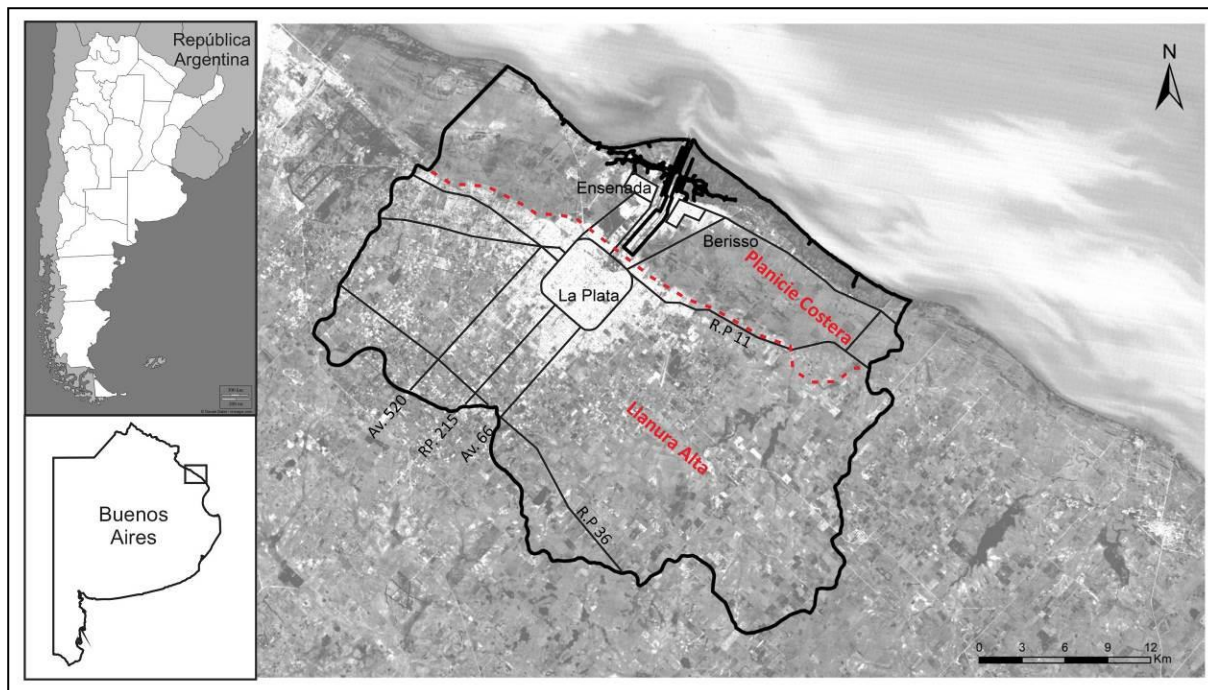 República
Argentina
Buenos
Aires
N
Ensenada
Berisso
Planicie Costera
La Plata
R.P 11
Llanura Alta
Av. 520
RP. 215
Av. 66
R.P 36
0 3 6 9 12
Km